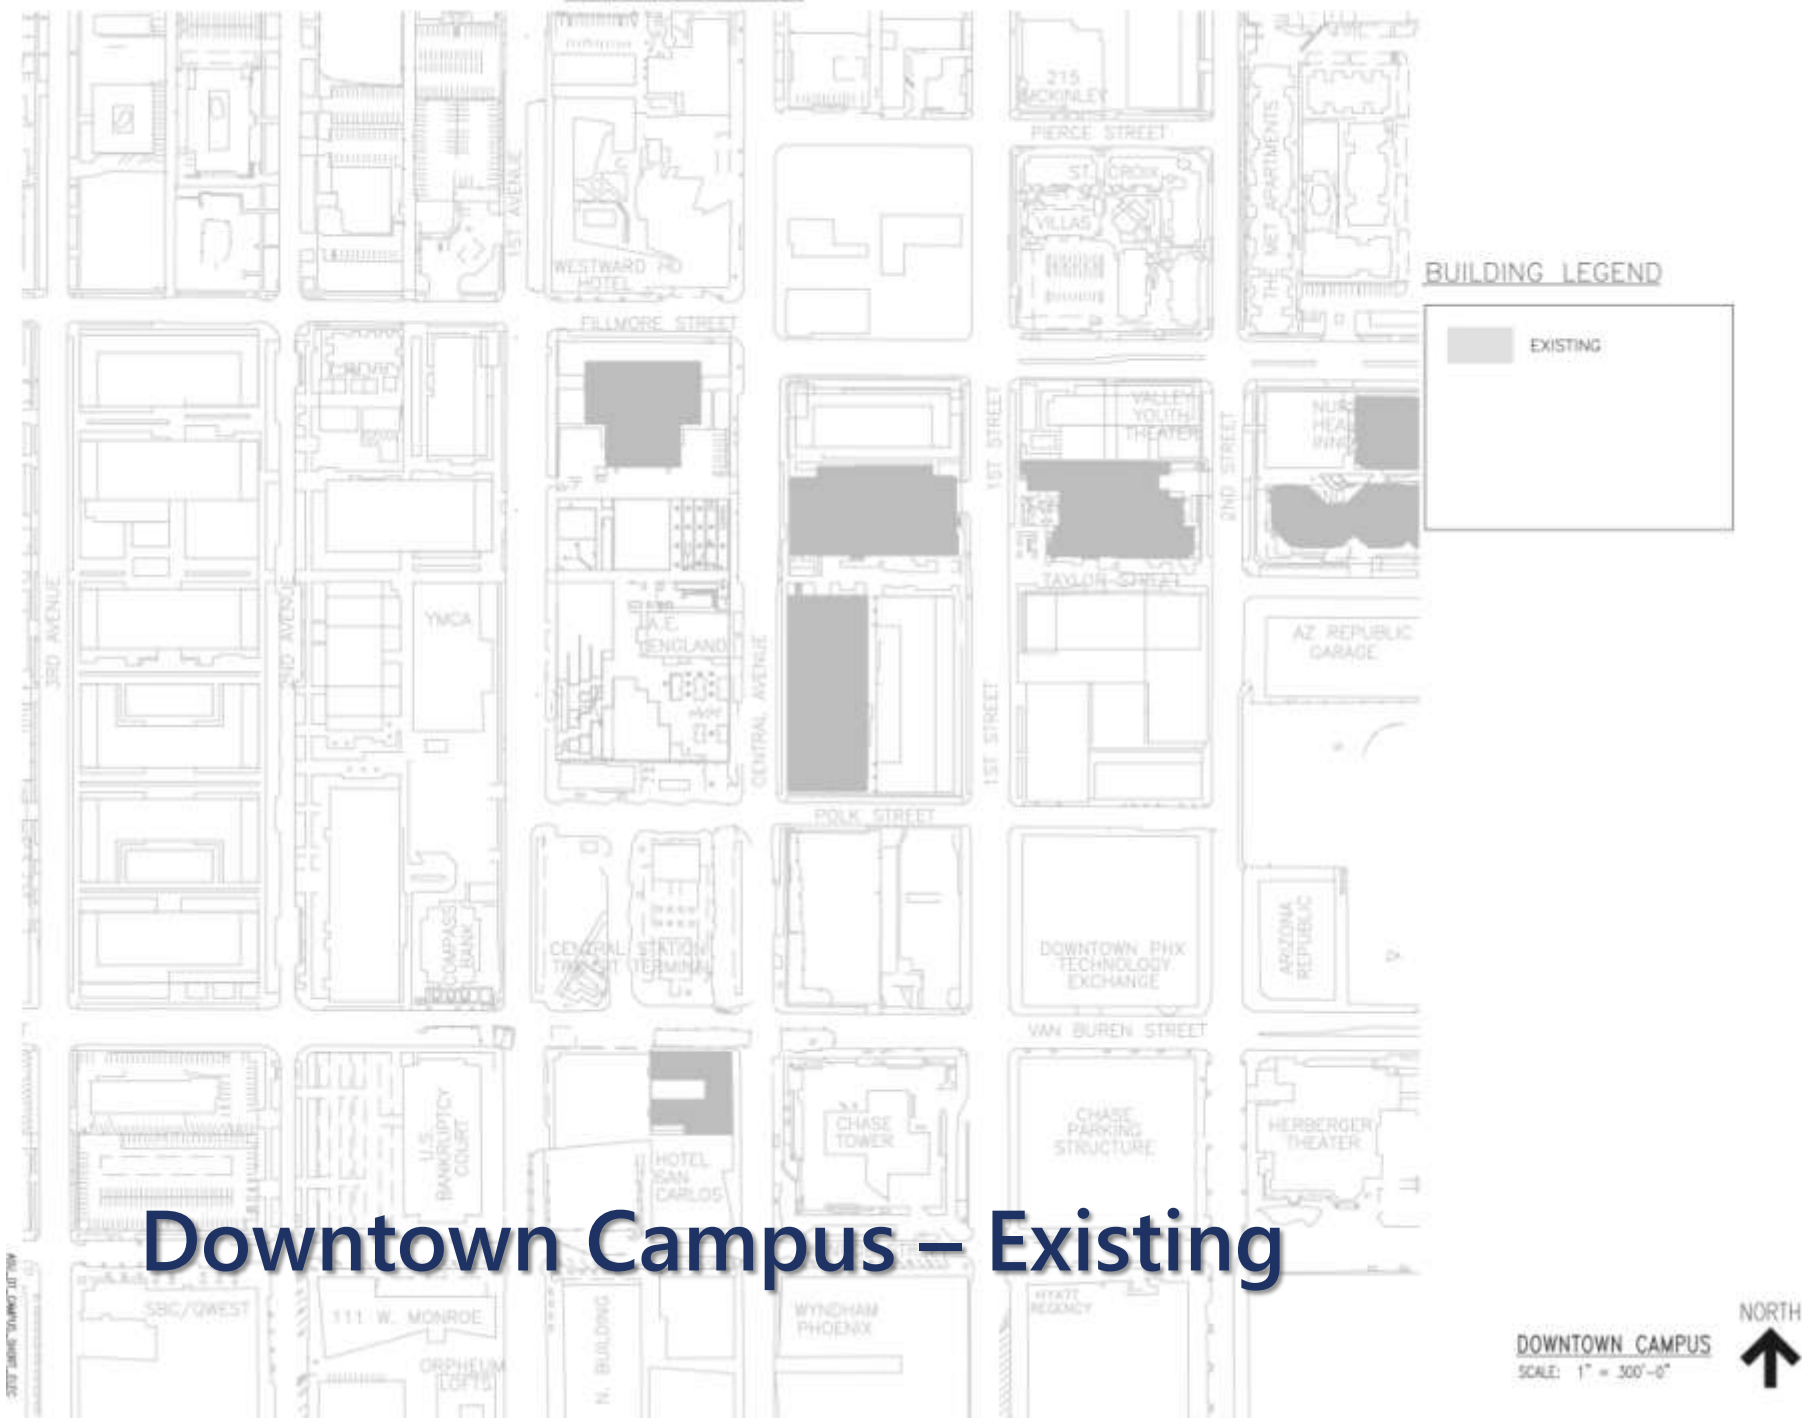 215
MCKINLEY
PIERCE STREET
1ST AVENUE
ST. CROIX
VILLAS
THE MET APARTMENTS
WESTWARD HO
HOTEL
BUILDING LEGEND
EXISTING
FILLMORE STREET
1ST STREET
VALLEY
YOUTH
THEATER
2ND STREET
3RD AVENUE
2ND AVENUE
YMCA
A.E.
ENGLAND
CENTRAL AVENUE
1ST STREET
TAYLOR STREET
AZ REPUBLIC
GARAGE
POLK STREET
COMPASS
BANK
CENTRAL STATION
TRANSIT TERMINAL
DOWNTOWN PHX
TECHNOLOGY
EXCHANGE
ARIZONA
REPUBLIC
VAN BUREN STREET
U.S.
BANKRUPTCY
COURT
HOTEL
SAN
CARLOS
CHASE
TOWER
CHASE
PARKING
STRUCTURE
HERBERGER
THEATER
Downtown Campus – Existing
SBC/QWEST
111 W. MONROE
ORPHEUM
LOFTS
N. BUILDING
WYNDHAM
PHOENIX
HYATT
REGENCY
NORTH
DOWNTOWN CAMPUS
SCALE: 1" = 300'-0"